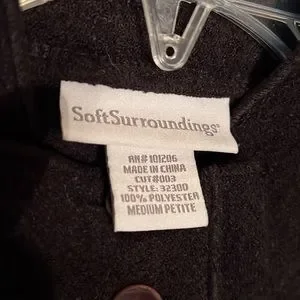 SoftSurroundings®
RN# 101206
MADE IN CHINA
CUT#003
STYLE: 32300
100% POLYESTER
MEDIUM PETITE